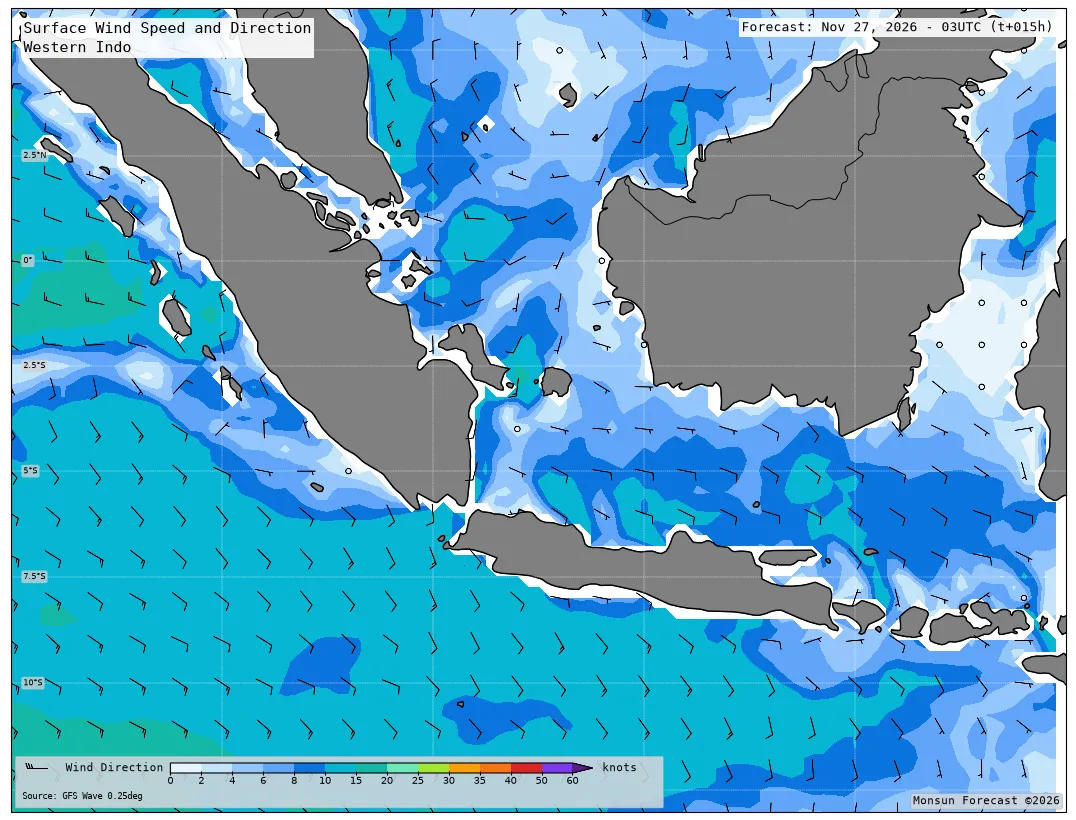 Surface Wind Speed and Direction
Western Indo
Forecast: Nov 27, 2026 - 03UTC (t+015h)
2.5°N
0°
2.5°S
5°S
7.5°S
10°S
Wind Direction
0 2 4 6 8 10 15 20 25 30 35 40 50 60 knots
Source: GFS Wave 0.25deg
Monsun Forecast ©2026